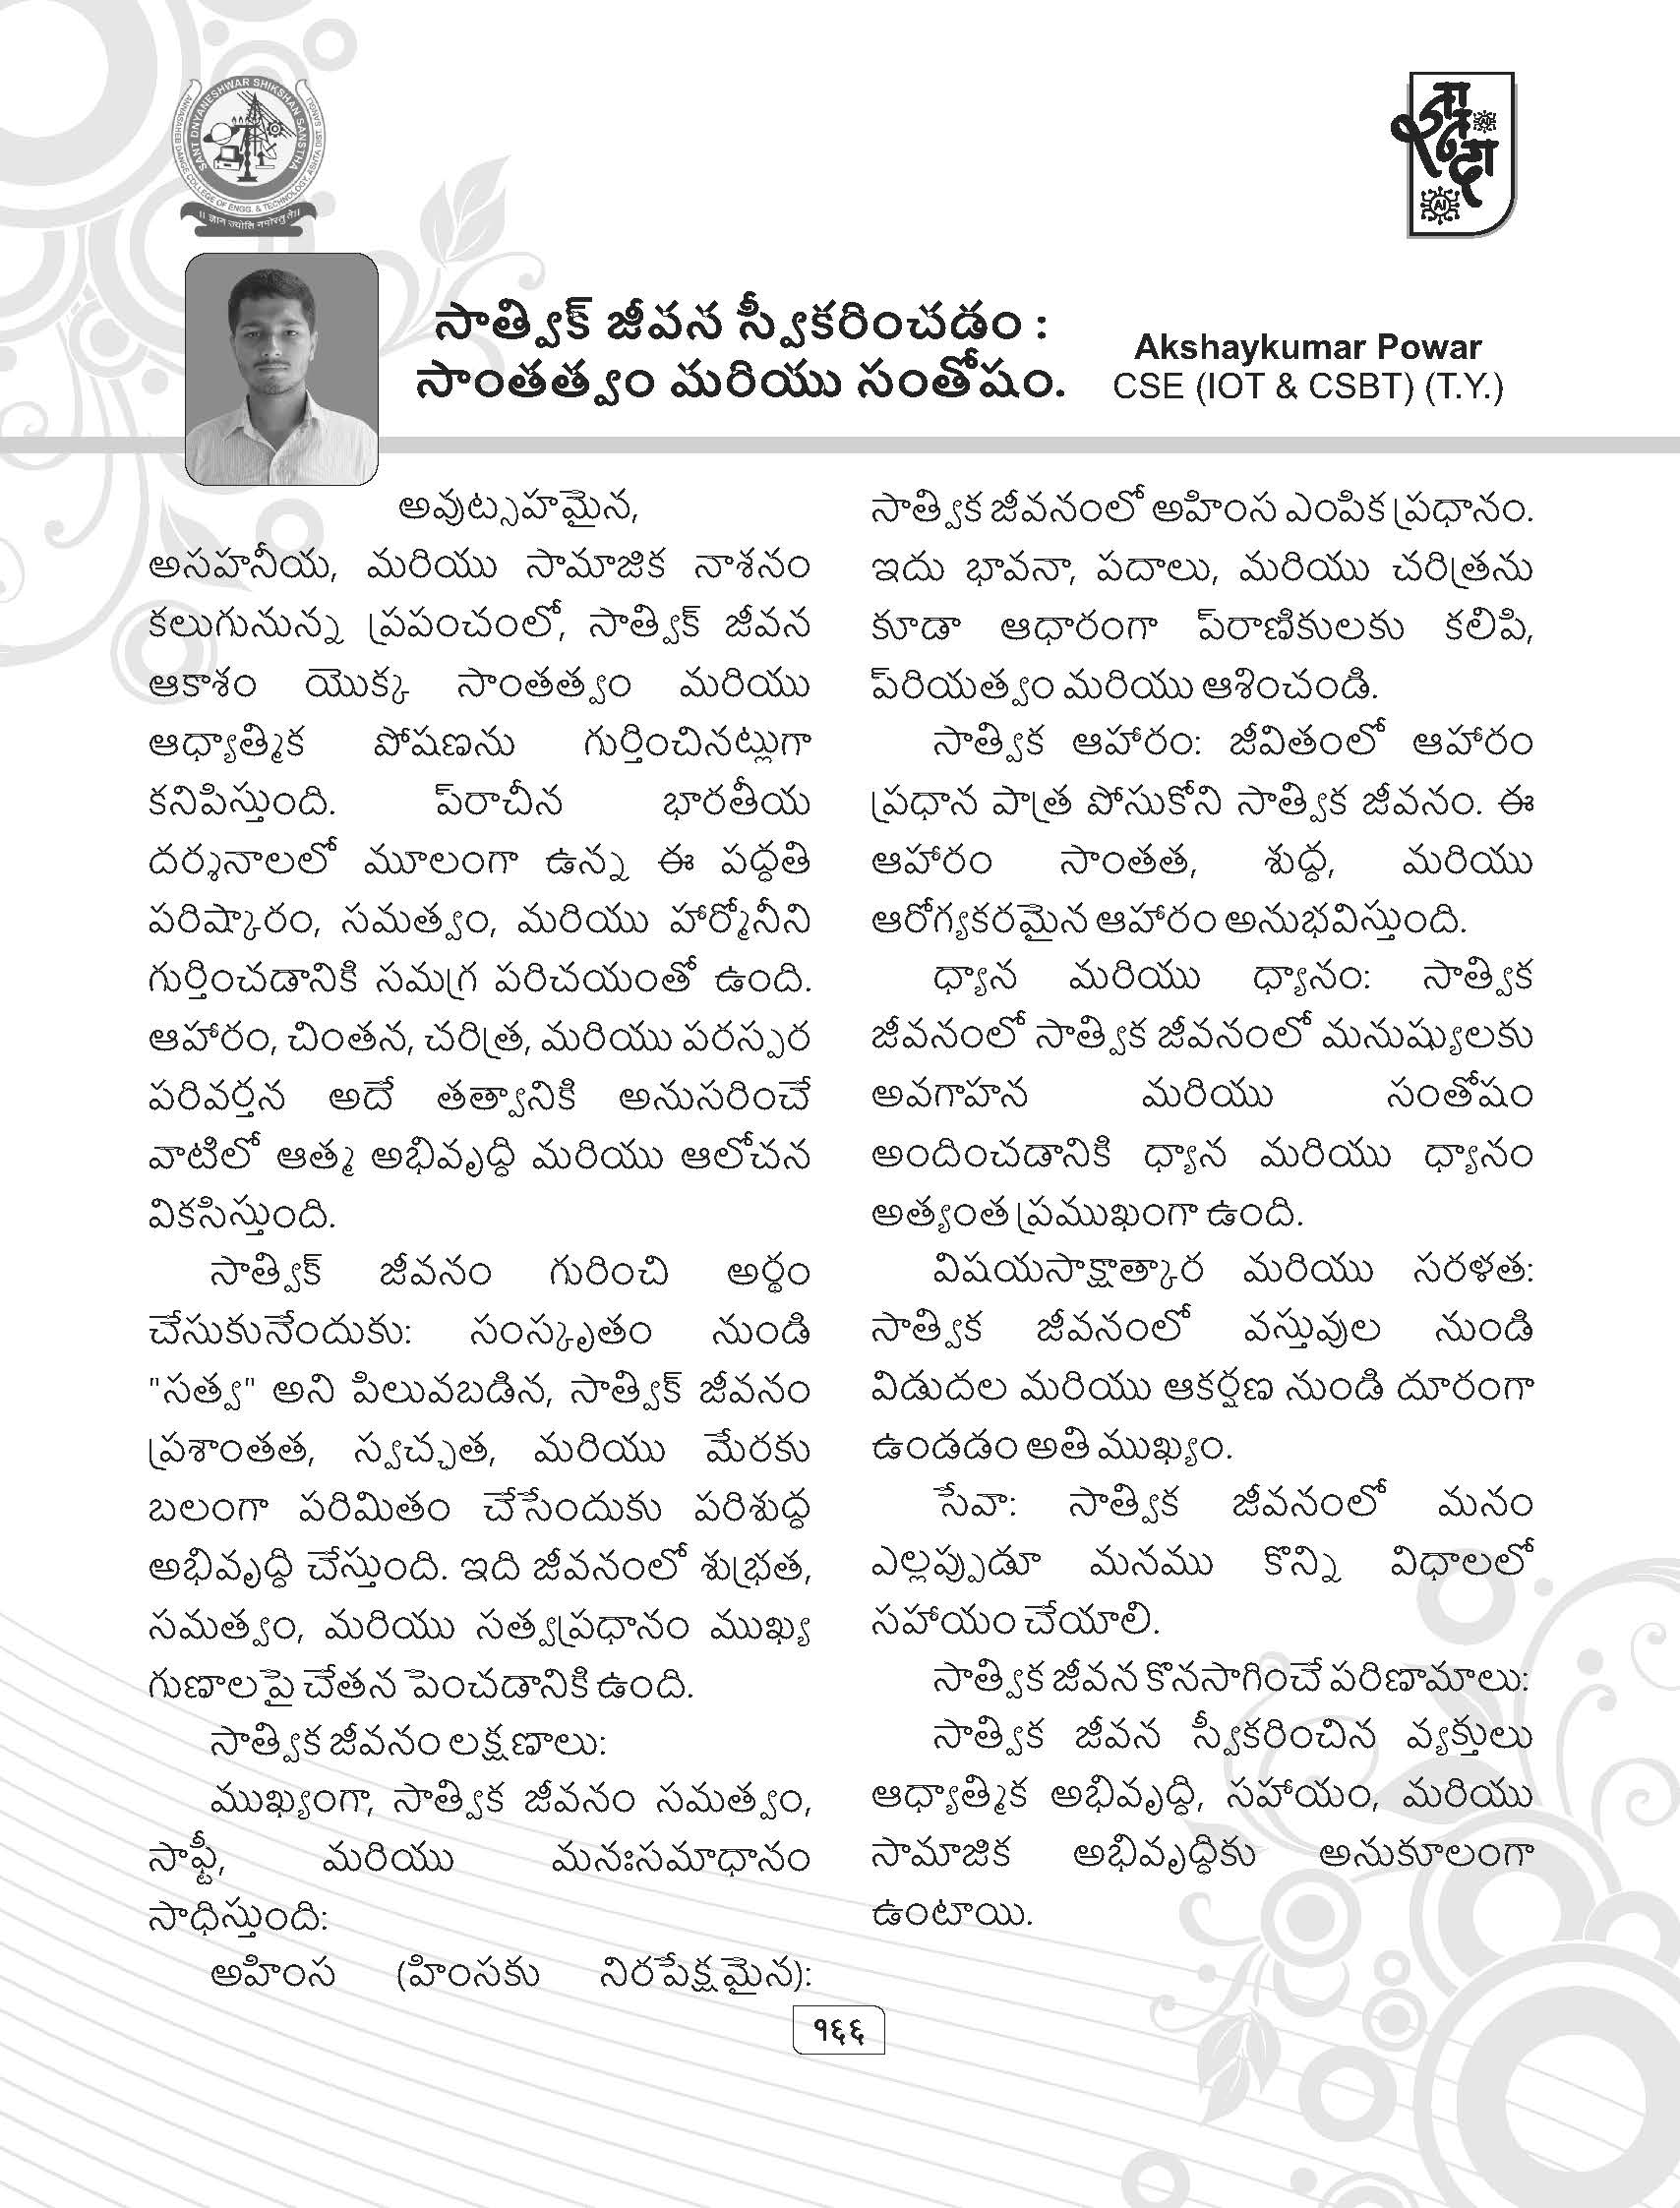 SANT DNYANESHWAR SHIKSHAN SANSTHA
ANNASAHEB DANGE COLLEGE OF ENGG. & TECHNOLOGY, ASHTA DIST. SANGLI
AI
AI
సాత్విక్ జీవన స్వీకరించడం :
సాంతత్వం మరియు సంతోషం.
Akshaykumar Powar
CSE (IOT & CSBT) (T.Y.)
అవుట్సహమైన,
అసహనీయ, మరియు సామాజిక నాశనం
కలుగునున్న ప్రపంచంలో, సాత్విక్ జీవన
ఆకాశం యొక్క సాంతత్వం మరియు
ఆధ్యాత్మిక పోషణను గుర్తించినట్లుగా
కనిపిస్తుంది. ప్‌రాచీన భారతీయ
దర్శనాలలో మూలంగా ఉన్న ఈ పద్ధతి
పరిష్కారం, సమత్వం, మరియు హార్మోనీని
గుర్తించడానికి సమగ్ర పరిచయంతో ఉంది.
ఆహారం, చింతన, చరిత్ర, మరియు పరస్పర
పరివర్తన అదే తత్వానికి అనుసరించే
వాటిలో ఆత్మ అభివృద్ధి మరియు ఆలోచన
వికసిస్తుంది.
సాత్విక్ జీవనం గురించి అర్థం
చేసుకునేందుకు: సంస్కృతం నుండి
"సత్వ" అని పిలువబడిన, సాత్విక్ జీవనం
ప్రశాంతత, స్వచ్ఛత, మరియు మేరకు
బలంగా పరిమితం చేసేందుకు పరిశుద్ధ
అభివృద్ధి చేస్తుంది. ఇది జీవనంలో శుభ్రత,
సమత్వం, మరియు సత్వప్రధానం ముఖ్య
గుణాలపై చేతన పెంచడానికి ఉంది.
సాత్విక జీవనం లక్షణాలు:
ముఖ్యంగా, సాత్విక జీవనం సమత్వం,
సాఫ్టీ, మరియు మనఃసమాధానం
సాధిస్తుంది:
అహింస (హింసకు నిరపేక్షమైన):
సాత్విక జీవనంలో అహింస ఎంపిక ప్రధానం.
ఇదు భావనా, పదాలు, మరియు చరిత్రను
కూడా ఆధారంగా ప్‌రాణికులకు కలిపి,
ప్‌రియత్వం మరియు ఆశించండి.
సాత్విక ఆహారం: జీవితంలో ఆహారం
ప్రధాన పాత్ర పోసుకోని సాత్విక జీవనం. ఈ
ఆహారం సాంతత, శుద్ధ, మరియు
ఆరోగ్యకరమైన ఆహారం అనుభవిస్తుంది.
ధ్యాన మరియు ధ్యానం: సాత్విక
జీవనంలో సాత్విక జీవనంలో మనుష్యులకు
అవగాహన మరియు సంతోషం
అందించడానికి ధ్యాన మరియు ధ్యానం
అత్యంత ప్రముఖంగా ఉంది.
విషయసాక్షాత్కార మరియు సరళత:
సాత్విక జీవనంలో వస్తువుల నుండి
విడుదల మరియు ఆకర్షణ నుండి దూరంగా
ఉండడం అతి ముఖ్యం.
సేవా: సాత్విక జీవనంలో మనం
ఎల్లప్పుడూ మనము కొన్ని విధాలలో
సహాయం చేయాలి.
సాత్విక జీవన కొనసాగించే పరిణామాలు:
సాత్విక జీవన స్వీకరించిన వ్యక్తులు
ఆధ్యాత్మిక అభివృద్ధి, సహాయం, మరియు
సామాజిక అభివృద్ధికు అనుకూలంగా
ఉంటాయి.
१६६